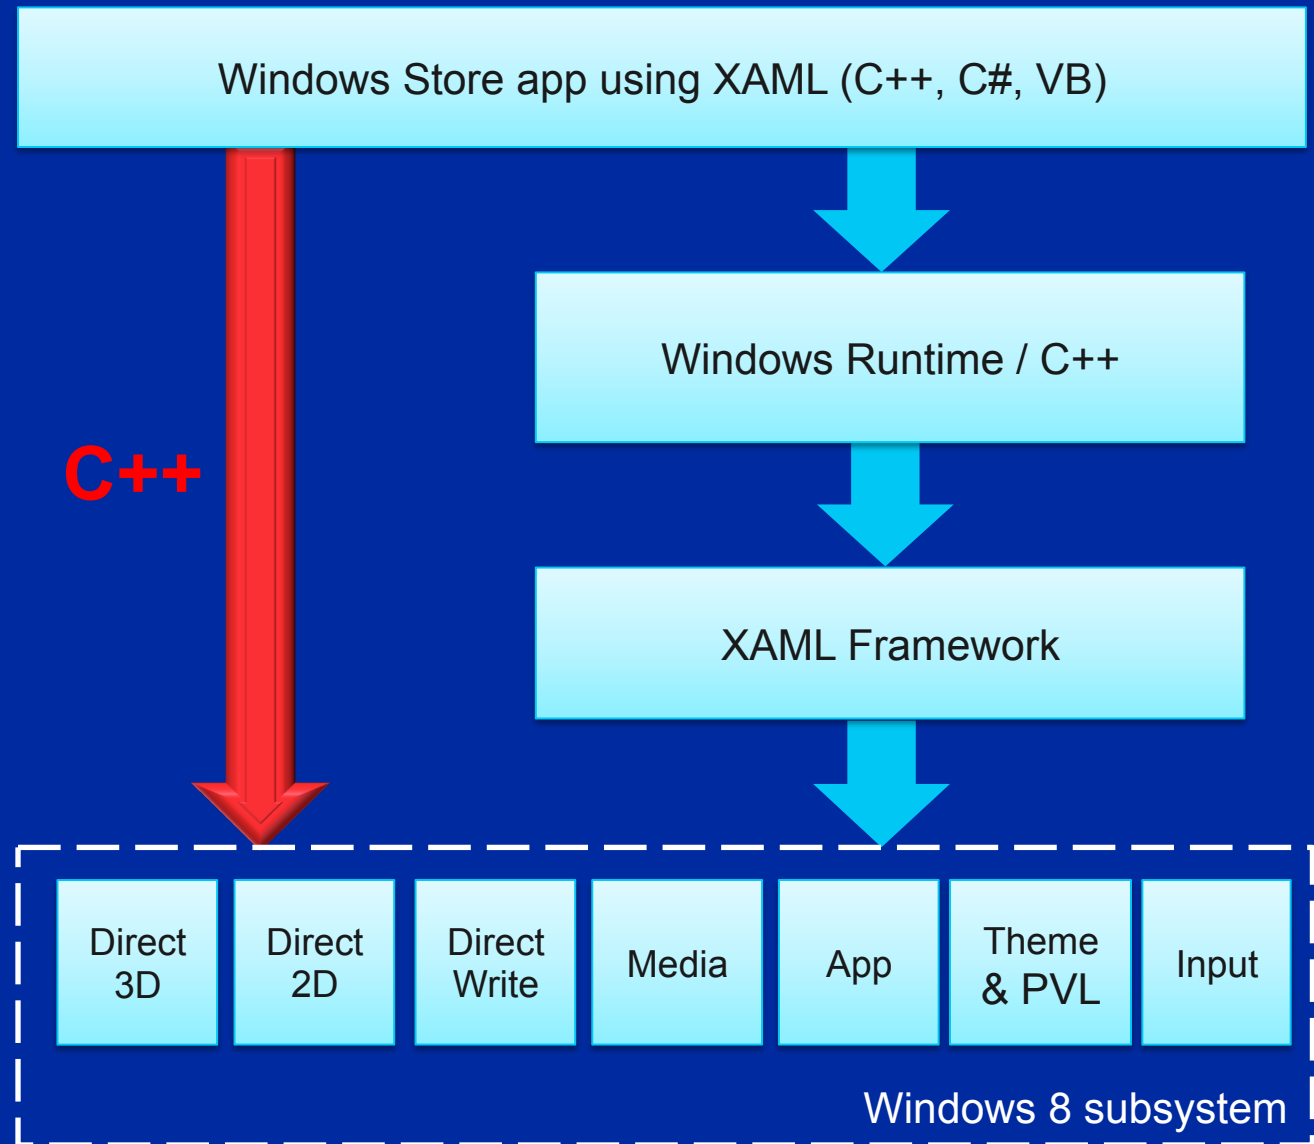 Windows Store app using XAML (C++, C#, VB)
Windows Runtime / C++
C++
XAML Framework
Direct
3D
Direct
2D
Direct
Write
Media
App
Theme
& PVL
Input
Windows 8 subsystem